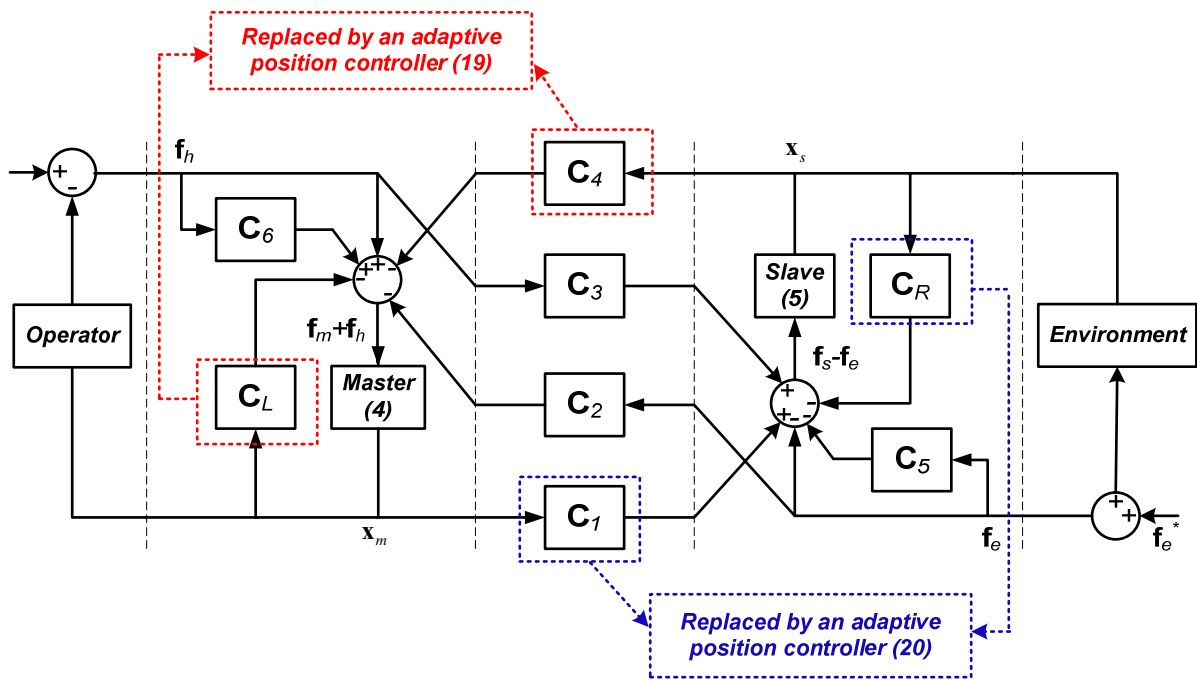 Replaced by an adaptive
position controller (19)
f_h
x_s
+
-
C_4
C_6
+
+
-
-
-
C_3
Slave
(5)
C_R
Operator
f_m+f_h
f_s-f_e
Environment
C_L
Master
(4)
C_2
+
-
+
-
-
C_5
C_1
+
+
x_m
f_e
f_e^*
Replaced by an adaptive
position controller (20)